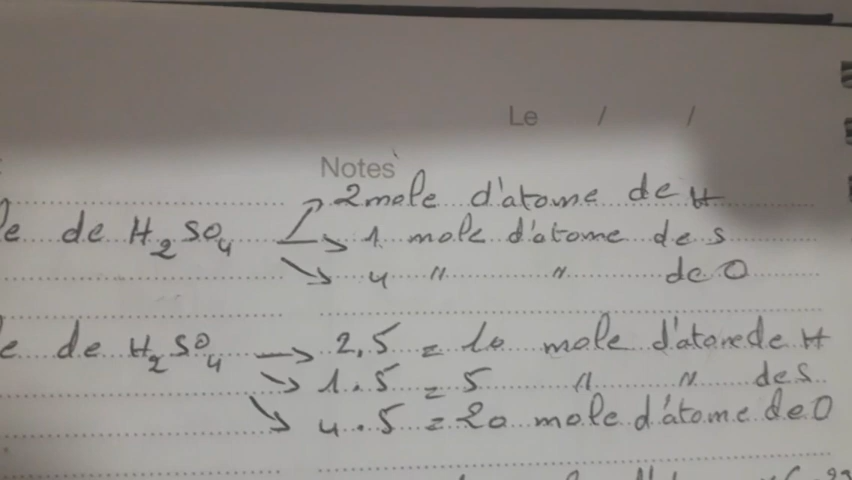 Le / /
Notes
2 mole d'atome de H
le de H₂SO₄ → 1 mole d'atome de S
→ 4 " " de O
e de H₂SO₄ → 2,5 = 10 mole d'atome de H
→ 1.5 = 5 " " de S
→ 4.5 = 20 mole d'atome de O